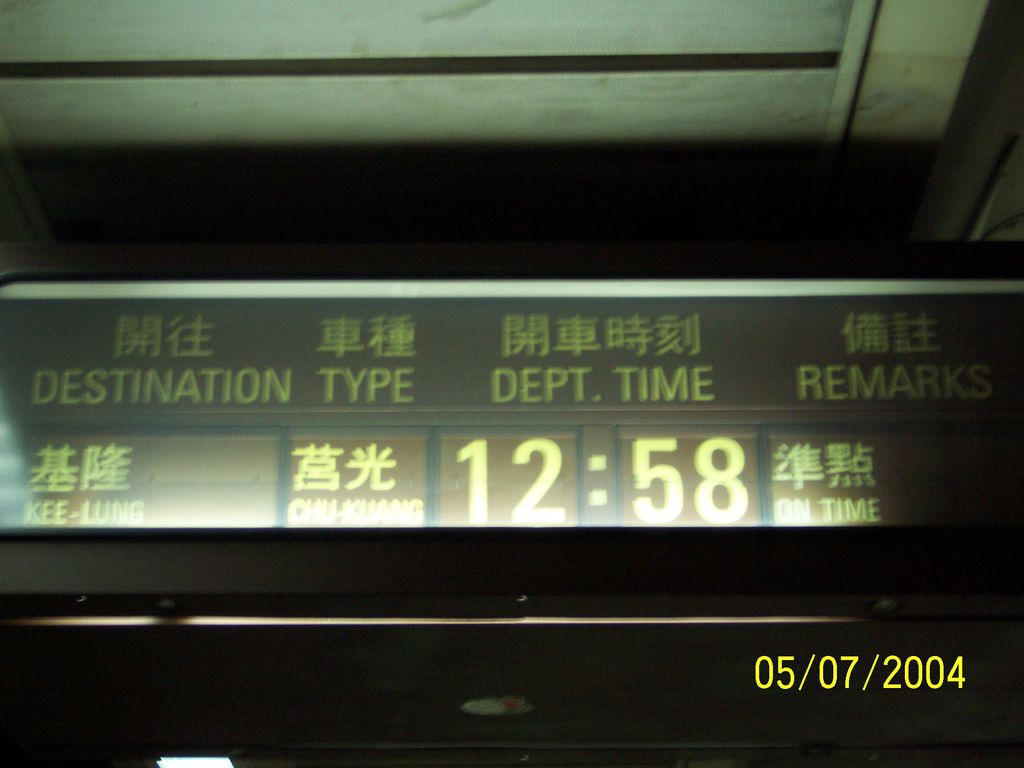 開往 車種 開車時刻 備註
DESTINATION TYPE DEPT. TIME REMARKS
基隆 莒光 12:58 準點
KEE-LUNG CHU-KUANG ON TIME
05/07/2004